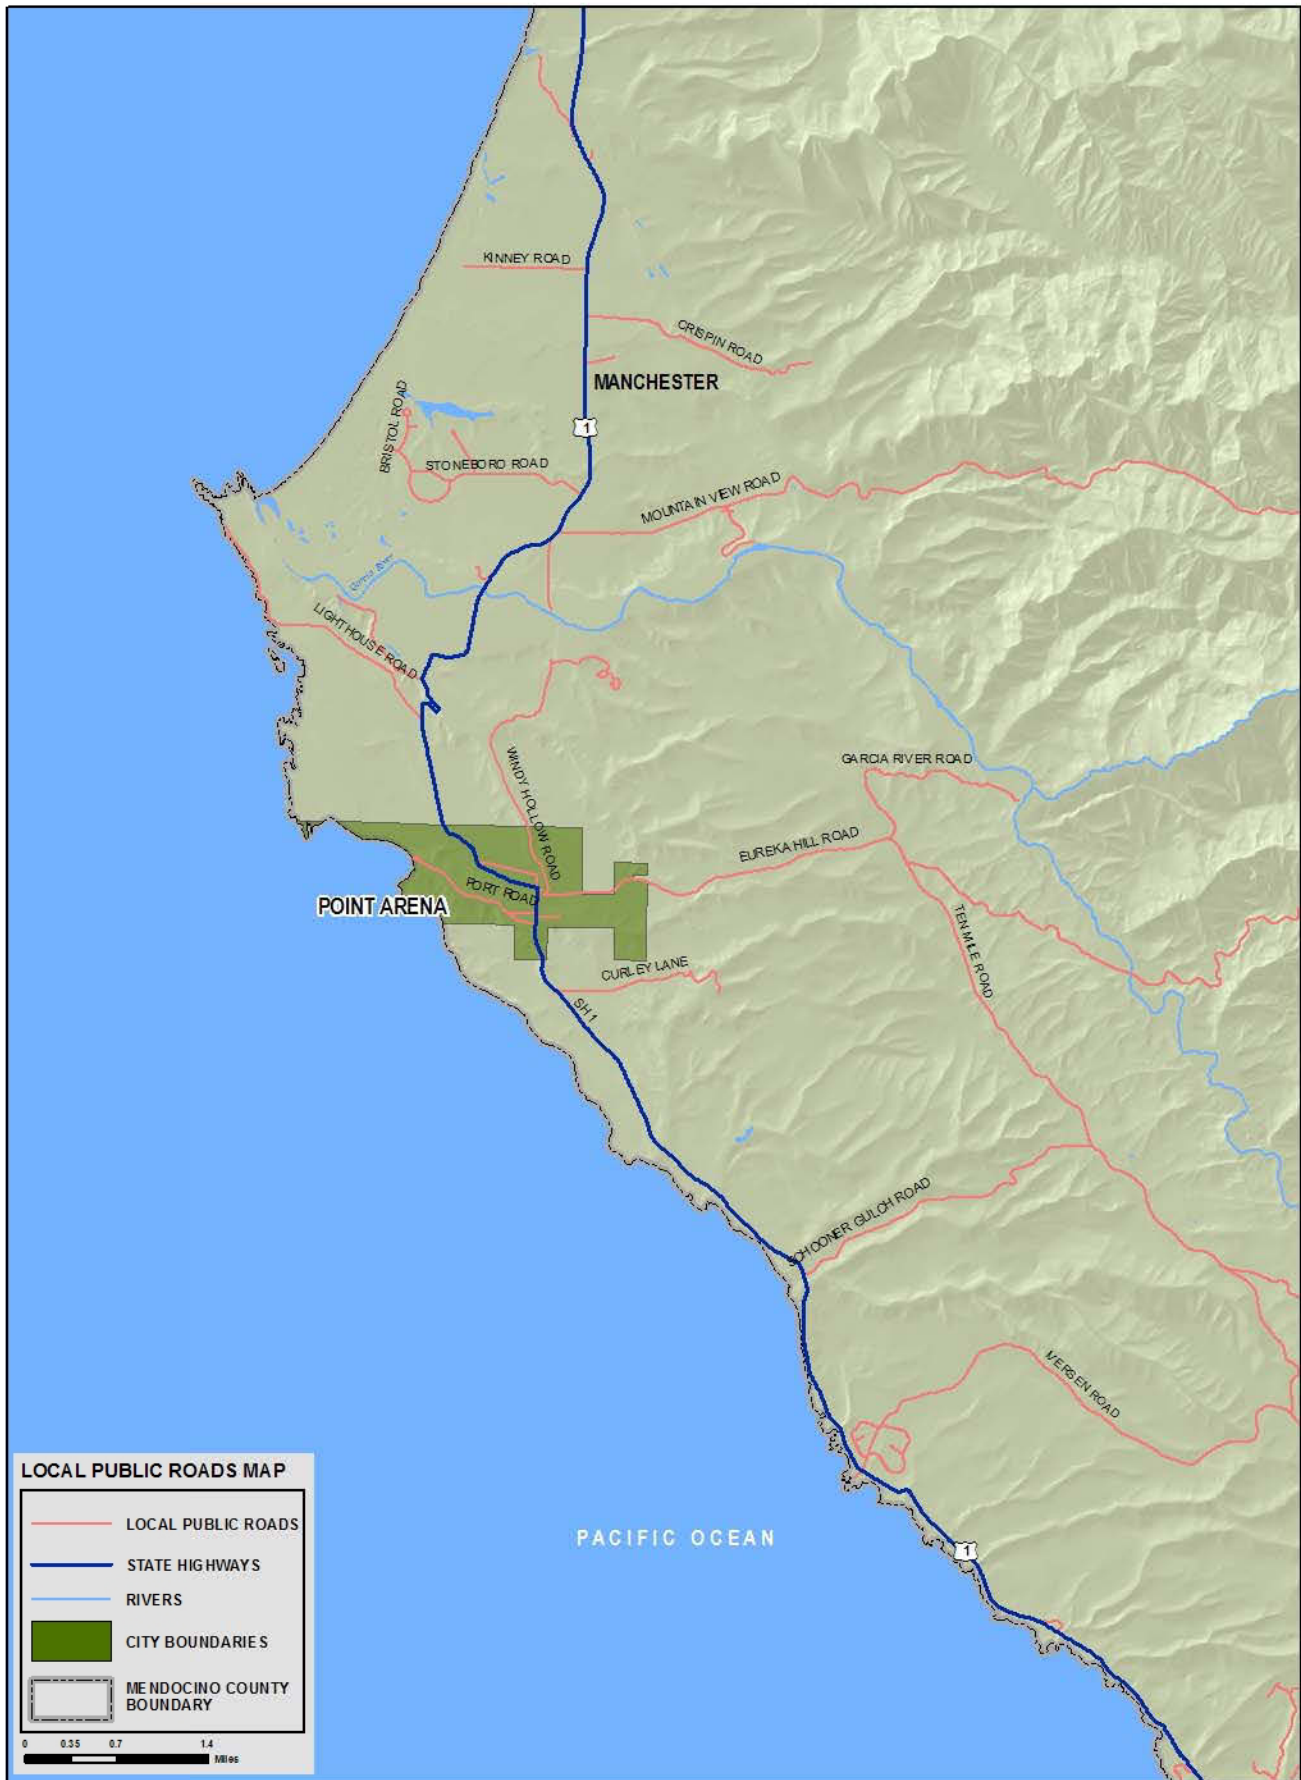 KINNEY ROAD
CRISPIN ROAD
MANCHESTER
BRISTOL ROAD
1
STONEBORO ROAD
MOUNTAIN VIEW ROAD
LIGHTHOUSE ROAD
WINDY HOLLOW ROAD
GARCIA RIVER ROAD
EUREKA HILL ROAD
PORT ROAD
POINT ARENA
TEN MILE ROAD
CURLEY LANE
SH 1
SCHOONER GULCH ROAD
IVERSEN ROAD
PACIFIC OCEAN
1
LOCAL PUBLIC ROADS MAP
LOCAL PUBLIC ROADS
STATE HIGHWAYS
RIVERS
CITY BOUNDARIES
MENDOCINO COUNTY
BOUNDARY
0 0.35 0.7 1.4
Miles